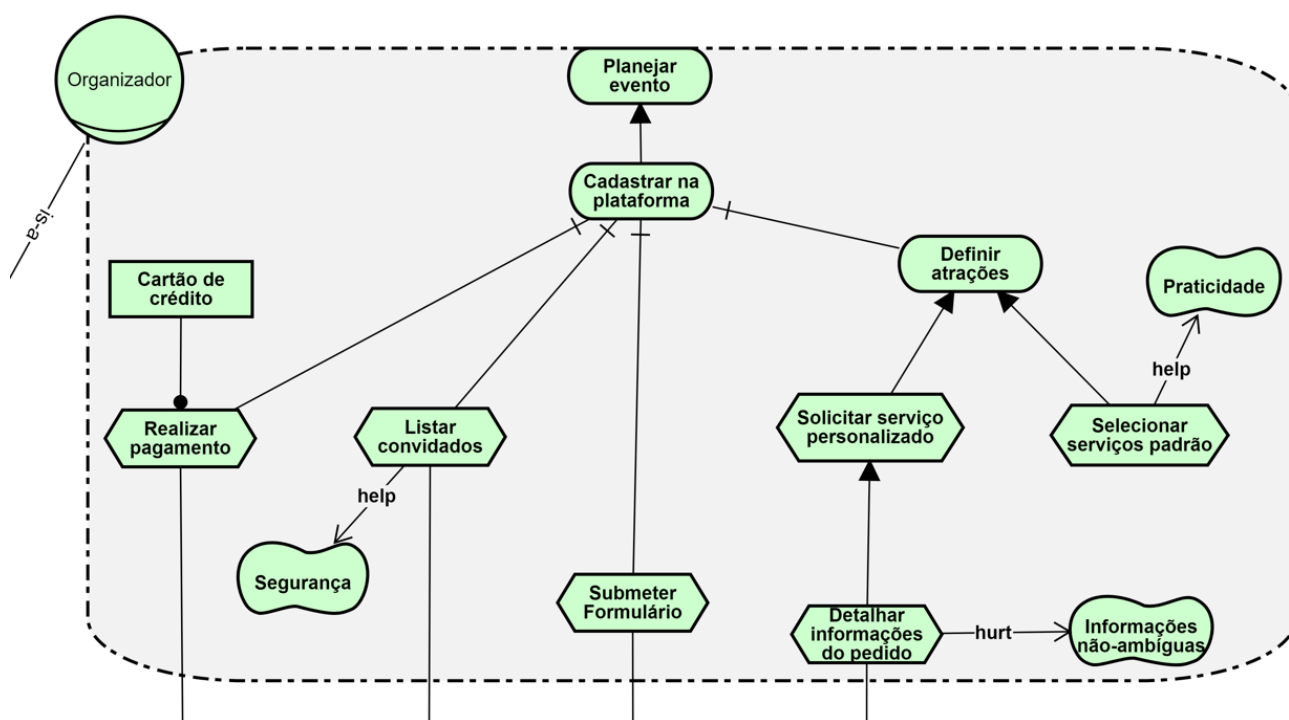 Organizador
Planejar
evento
is-a
Cadastrar na
plataforma
Definir
atrações
Praticidade
Cartão de
crédito
help
Realizar
pagamento
Listar
convidados
Solicitar serviço
personalizado
Selecionar
serviços padrão
help
Segurança
Submeter
Formulário
Detalhar
informações
do pedido
hurt
Informações
não-ambíguas